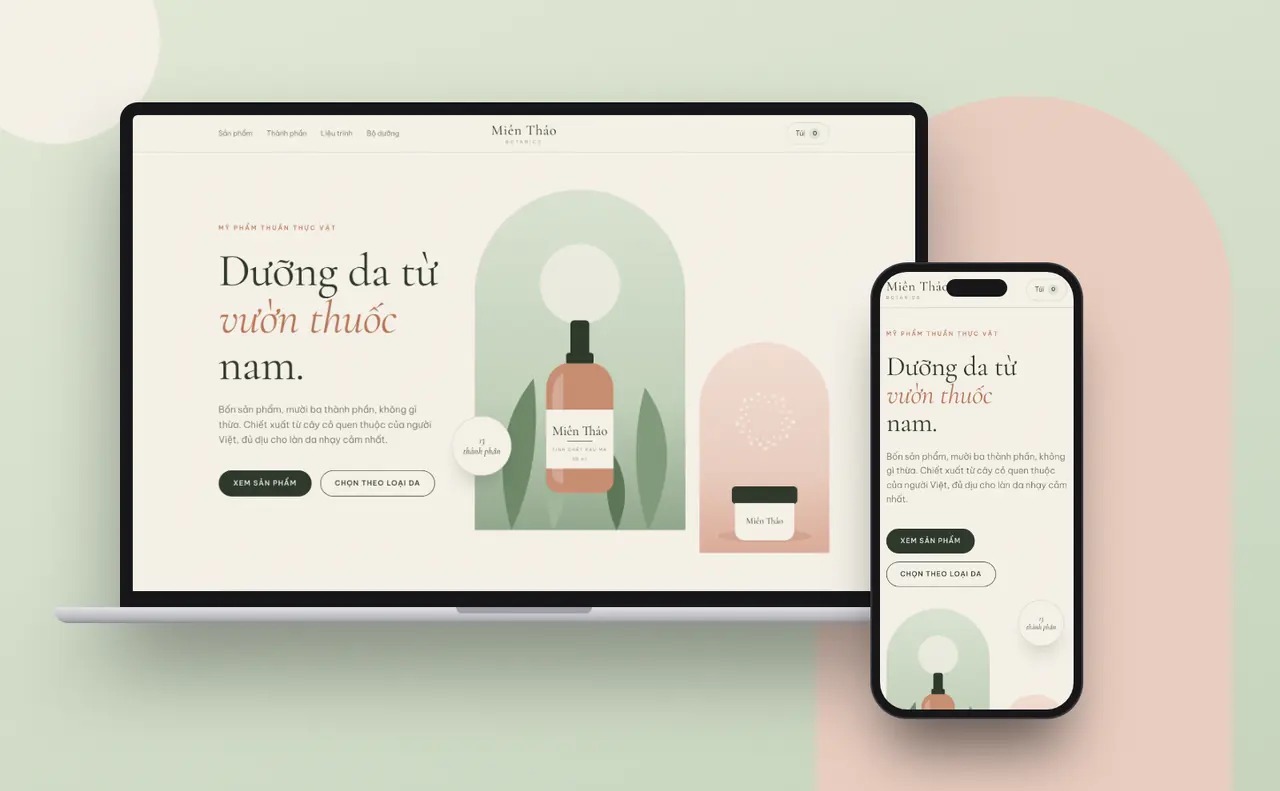 Sản phẩm Thành phần Liệu trình Bộ dưỡng
Miên Thảo
BOTANICS
Túi 0
MỸ PHẨM THUẦN THỰC VẬT
Dưỡng da từ
vườn thuốc
nam.
Bốn sản phẩm, mười ba thành phần, không gì
thừa. Chiết xuất từ cây cỏ quen thuộc của người
Việt, đủ dịu cho làn da nhạy cảm nhất.
XEM SẢN PHẨM
CHỌN THEO LOẠI DA
13
thành phần
Miên Thảo
TINH CHẤT RAU MÁ
30 ml
Miên Thảo
Miên Thảo
BOTANICS
Túi 0
MỸ PHẨM THUẦN THỰC VẬT
Dưỡng da từ
vườn thuốc
nam.
Bốn sản phẩm, mười ba thành phần, không
gì thừa. Chiết xuất từ cây cỏ quen thuộc
của người Việt, đủ dịu cho làn da nhạy cảm
nhất.
XEM SẢN PHẨM
CHỌN THEO LOẠI DA
13
thành phần